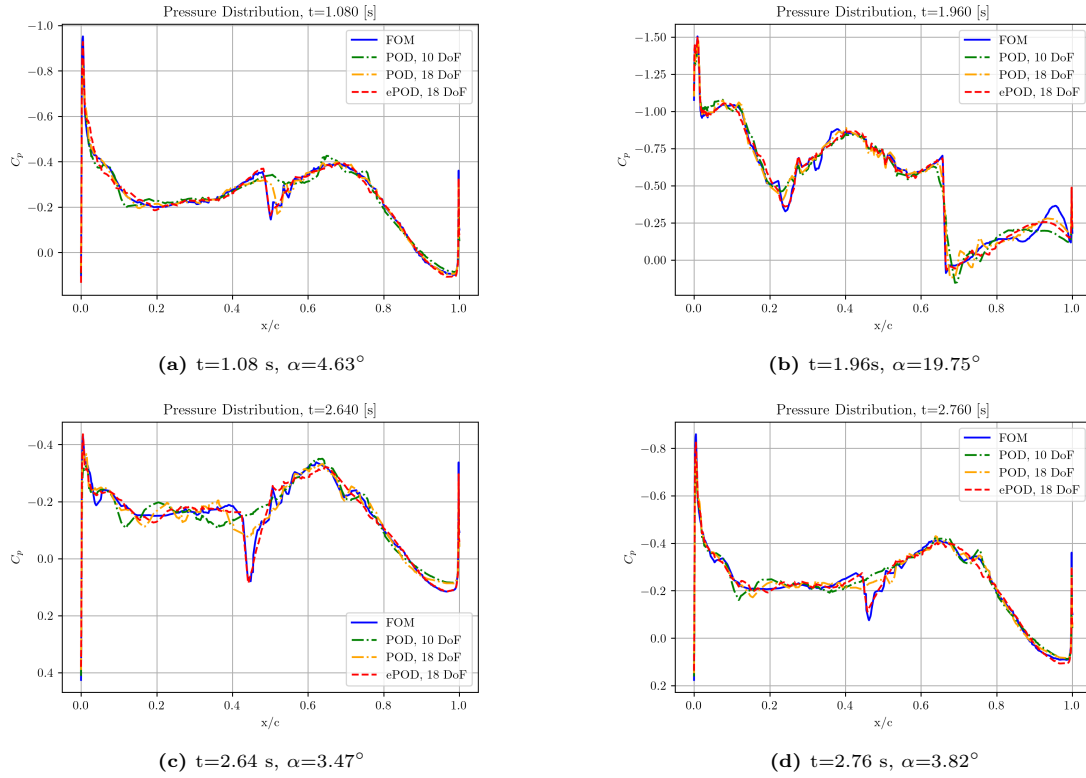 Pressure Distribution, t=1.080 [s]
−1.0
−0.8
−0.6
−0.4
−0.2
0.0
C_p
0.0 0.2 0.4 0.6 0.8 1.0
x/c
FOM
POD, 10 DoF
POD, 18 DoF
ePOD, 18 DoF
(a) t=1.08 s, α=4.63°
Pressure Distribution, t=1.960 [s]
−1.50
−1.25
−1.00
−0.75
−0.50
−0.25
0.00
C_p
0.0 0.2 0.4 0.6 0.8 1.0
x/c
FOM
POD, 10 DoF
POD, 18 DoF
ePOD, 18 DoF
(b) t=1.96s, α=19.75°
Pressure Distribution, t=2.640 [s]
−0.4
−0.2
0.0
0.2
0.4
C_p
0.0 0.2 0.4 0.6 0.8 1.0
x/c
FOM
POD, 10 DoF
POD, 18 DoF
ePOD, 18 DoF
(c) t=2.64 s, α=3.47°
Pressure Distribution, t=2.760 [s]
−0.8
−0.6
−0.4
−0.2
0.0
0.2
C_p
0.0 0.2 0.4 0.6 0.8 1.0
x/c
FOM
POD, 10 DoF
POD, 18 DoF
ePOD, 18 DoF
(d) t=2.76 s, α=3.82°